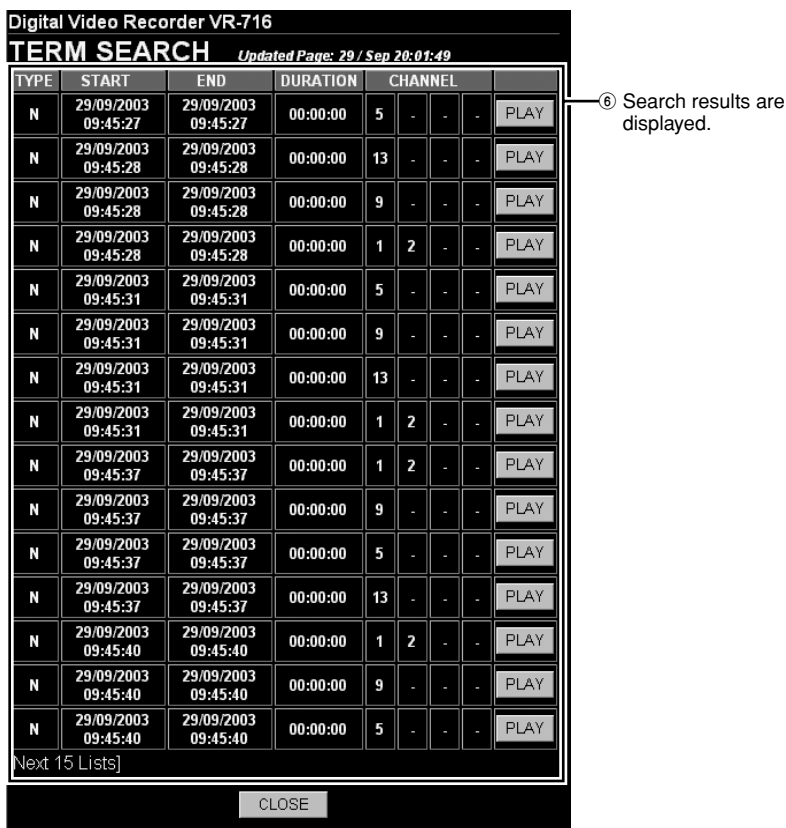 Digital Video Recorder VR-716
TERM SEARCH Updated Page: 29 / Sep 20:01:49
TYPE START END DURATION CHANNEL
N 29/09/2003 09:45:27 29/09/2003 09:45:27 00:00:00 5 - - - PLAY
N 29/09/2003 09:45:28 29/09/2003 09:45:28 00:00:00 13 - - - PLAY
N 29/09/2003 09:45:28 29/09/2003 09:45:28 00:00:00 9 - - - PLAY
N 29/09/2003 09:45:28 29/09/2003 09:45:28 00:00:00 1 2 - - PLAY
N 29/09/2003 09:45:31 29/09/2003 09:45:31 00:00:00 5 - - - PLAY
N 29/09/2003 09:45:31 29/09/2003 09:45:31 00:00:00 9 - - - PLAY
N 29/09/2003 09:45:31 29/09/2003 09:45:31 00:00:00 13 - - - PLAY
N 29/09/2003 09:45:31 29/09/2003 09:45:31 00:00:00 1 2 - - PLAY
N 29/09/2003 09:45:37 29/09/2003 09:45:37 00:00:00 1 2 - - PLAY
N 29/09/2003 09:45:37 29/09/2003 09:45:37 00:00:00 9 - - - PLAY
N 29/09/2003 09:45:37 29/09/2003 09:45:37 00:00:00 5 - - - PLAY
N 29/09/2003 09:45:37 29/09/2003 09:45:37 00:00:00 13 - - - PLAY
N 29/09/2003 09:45:40 29/09/2003 09:45:40 00:00:00 1 2 - - PLAY
N 29/09/2003 09:45:40 29/09/2003 09:45:40 00:00:00 9 - - - PLAY
N 29/09/2003 09:45:40 29/09/2003 09:45:40 00:00:00 5 - - - PLAY
Next 15 Lists]
CLOSE
⑥ Search results are
displayed.